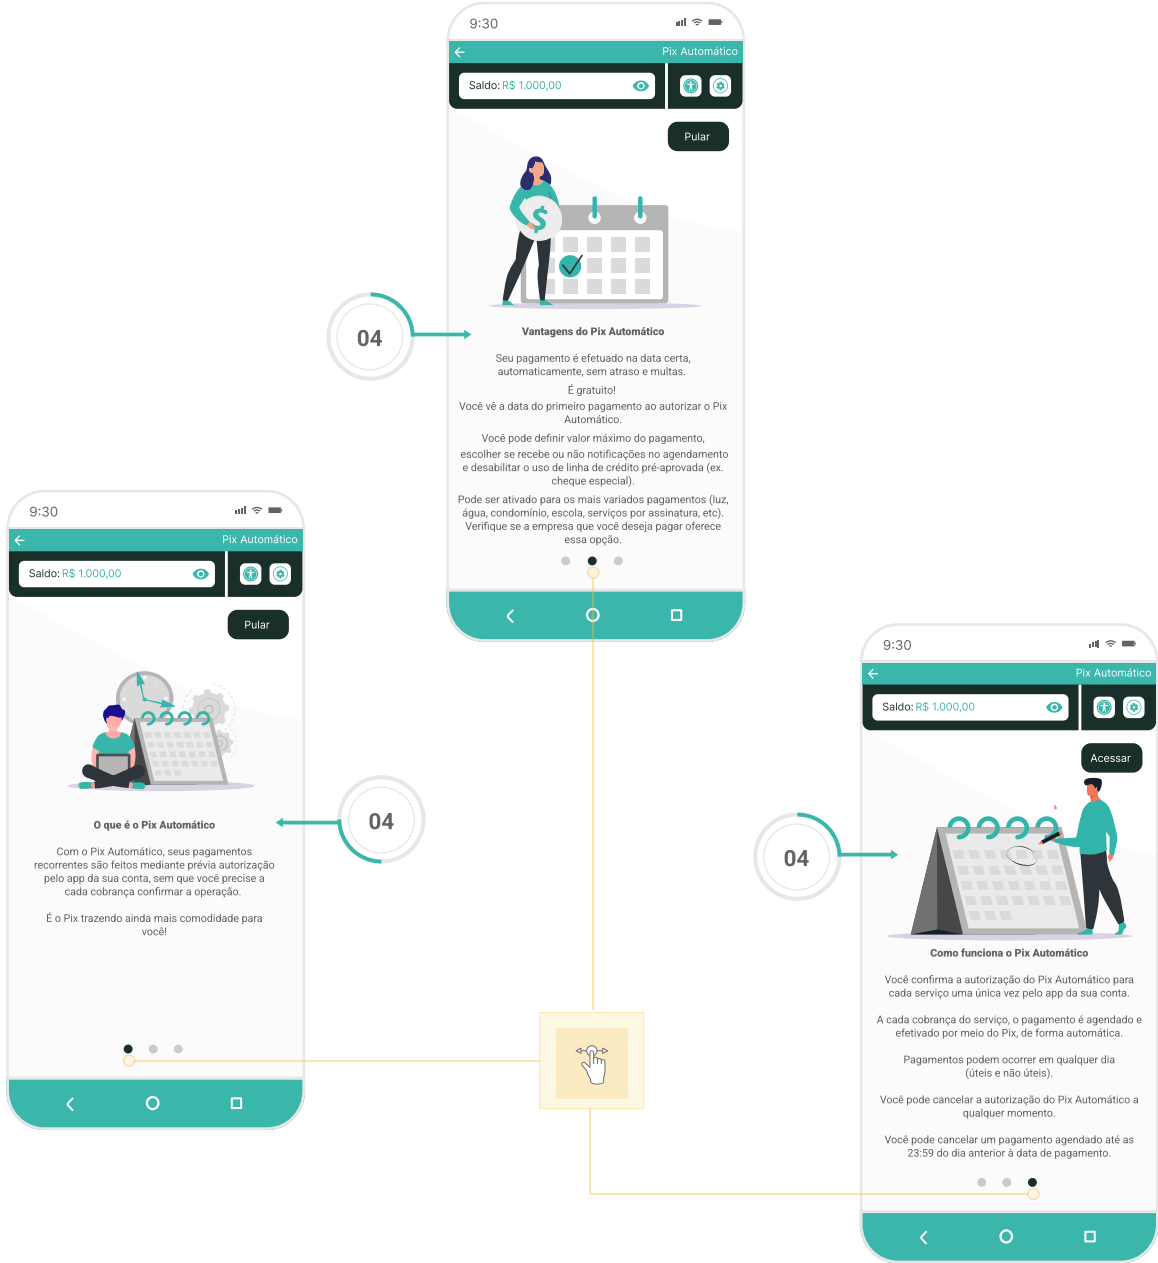 9:30
Pix Automático
Saldo: R$ 1.000,00
Pular
04
Vantagens do Pix Automático
Seu pagamento é efetuado na data certa,
automaticamente, sem atraso e multas.
É gratuito!
Você vê a data do primeiro pagamento ao autorizar o Pix
Automático.
Você pode definir valor máximo do pagamento,
escolher se recebe ou não notificações no agendamento
e desabilitar o uso de linha de crédito pré-aprovada (ex.
cheque especial).
Pode ser ativado para os mais variados pagamentos (luz,
água, condomínio, escola, serviços por assinatura, etc).
Verifique se a empresa que você deseja pagar oferece
essa opção.
9:30
Pix Automático
Saldo: R$ 1.000,00
Pular
04
O que é o Pix Automático
Com o Pix Automático, seus pagamentos
recorrentes são feitos mediante prévia autorização
pelo app da sua conta, sem que você precise a
cada cobrança confirmar a operação.
É o Pix trazendo ainda mais comodidade para
você!
9:30
Pix Automático
Saldo: R$ 1.000,00
Acessar
04
Como funciona o Pix Automático
Você confirma a autorização do Pix Automático para
cada serviço uma única vez pelo app da sua conta.
A cada cobrança do serviço, o pagamento é agendado e
efetivado por meio do Pix, de forma automática.
Pagamentos podem ocorrer em qualquer dia
(úteis e não úteis).
Você pode cancelar a autorização do Pix Automático a
qualquer momento.
Você pode cancelar um pagamento agendado até as
23:59 do dia anterior à data de pagamento.